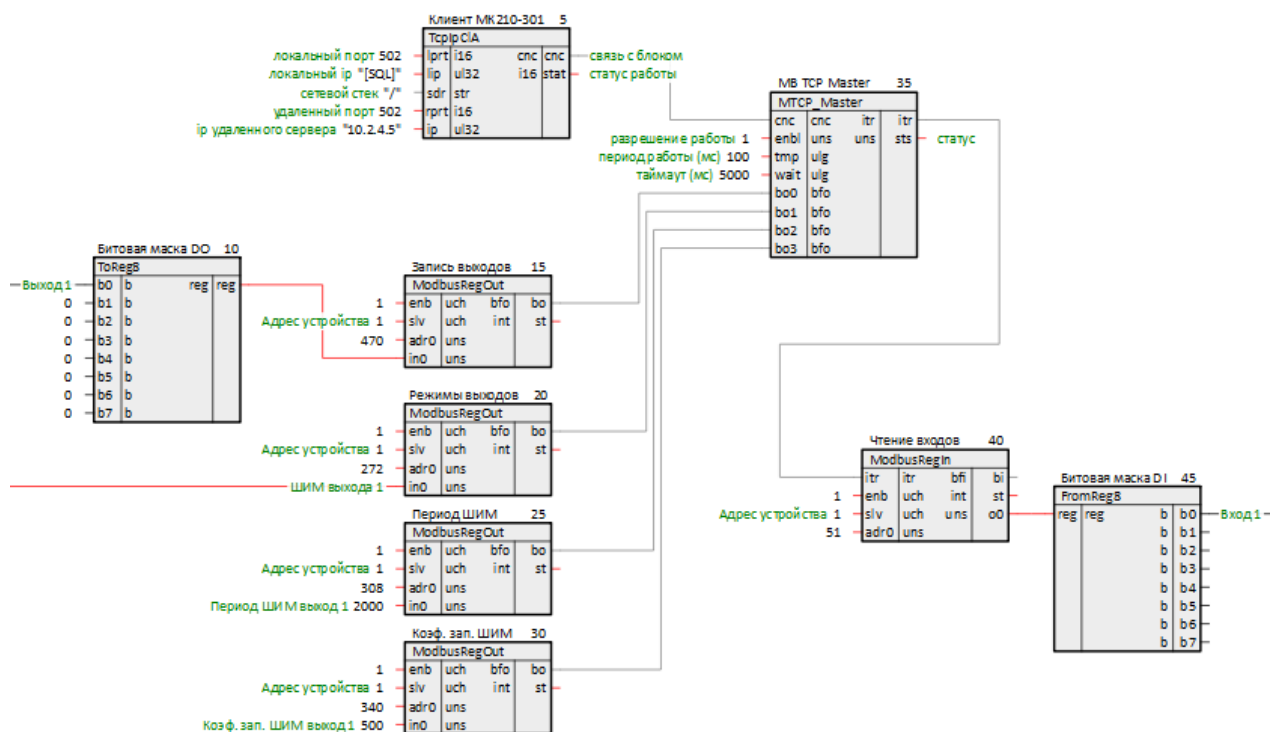 Клиент МК210-301 5
TcpIpClA
локальный порт 502 lprt i16 cnc cnc связь с блоком
локальный ip "[SQL]" lip ul32 i16 stat статус работы
сетевой стек "/" sdr str
удаленный порт 502 rprt i16
ip удаленного сервера "10.2.4.5" ip ul32
MB TCP Master 35
MTCP_Master
cnc cnc itr itr
разрешение работы 1 enbl uns uns sts статус
период работы (мс) 100 tmp ulg
таймаут (мс) 5000 wait ulg
bo0 bfo
bo1 bfo
bo2 bfo
bo3 bfo
Битовая маска DO 10
ToRegB
Выход 1 b0 b reg reg
0 b1 b
0 b2 b
0 b3 b
0 b4 b
0 b5 b
0 b6 b
0 b7 b
Запись выходов 15
ModbusRegOut
1 enb uch bfo bo
Адрес устройства 1 slv uch int st
470 adr0 uns
in0 uns
Режимы выходов 20
ModbusRegOut
1 enb uch bfo bo
Адрес устройства 1 slv uch int st
272 adr0 uns
ШИМ выхода 1 in0 uns
Период ШИМ 25
ModbusRegOut
1 enb uch bfo bo
Адрес устройства 1 slv uch int st
308 adr0 uns
Период ШИМ выход 1 2000 in0 uns
Коэф. зап. ШИМ 30
ModbusRegOut
1 enb uch bfo bo
Адрес устройства 1 slv uch int st
340 adr0 uns
Коэф. зап. ШИМ выход 1 500 in0 uns
Чтение входов 40
ModbusRegIn
itr itr bfi bi
1 enb uch int st
Адрес устройства 1 slv uch uns o0
51 adr0 uns
Битовая маска DI 45
FromRegB
reg reg b b0 Вход 1
b b1
b b2
b b3
b b4
b b5
b b6
b b7